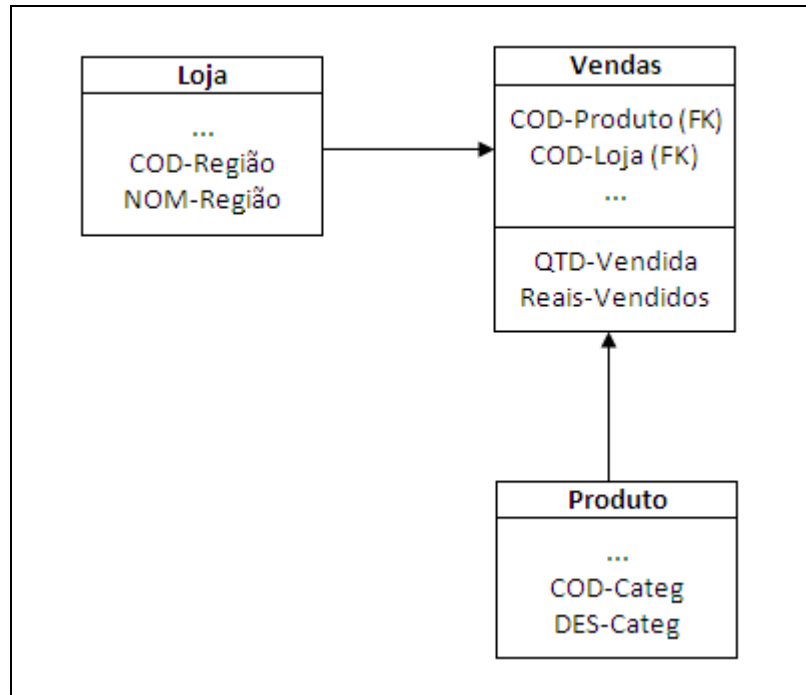 Loja
...
COD-Região
NOM-Região
Vendas
COD-Produto (FK)
COD-Loja (FK)
...
QTD-Vendida
Reais-Vendidos
Produto
...
COD-Categ
DES-Categ